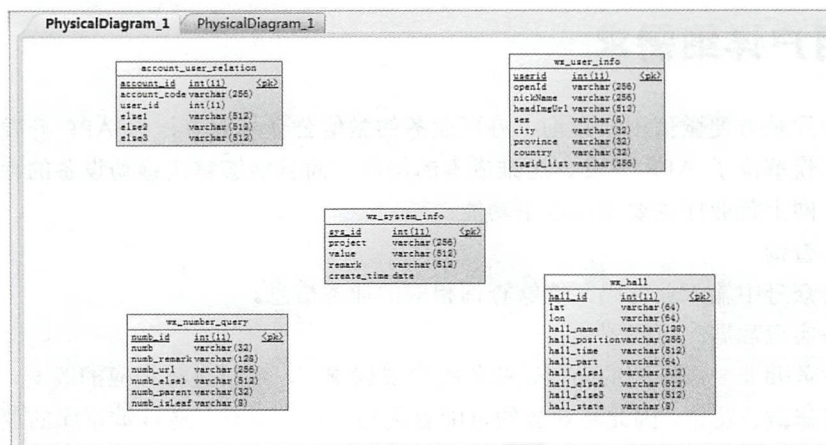 PhysicalDiagram_1 PhysicalDiagram_1
account_user_relation
account_id int(11) <pk>
account_code varchar(256)
user_id int(11)
else1 varchar(512)
else2 varchar(512)
else3 varchar(512)
wx_user_info
userid int(11) <pk>
openId varchar(256)
nickName varchar(256)
headImgUrl varchar(512)
sex varchar(8)
city varchar(32)
province varchar(32)
country varchar(32)
tagid_list varchar(256)
wx_system_info
sys_id int(11) <pk>
project varchar(256)
value varchar(512)
remark varchar(512)
create_time date
wx_hall
hall_id int(11) <pk>
lat varchar(64)
lon varchar(64)
hall_name varchar(128)
hall_position varchar(256)
hall_time varchar(512)
hall_part varchar(64)
hall_else1 varchar(512)
hall_else2 varchar(512)
hall_else3 varchar(512)
hall_state varchar(8)
wx_number_query
numb_id int(11) <pk>
numb varchar(32)
numb_remark varchar(128)
numb_url varchar(256)
numb_else1 varchar(512)
numb_parent varchar(32)
numb_isLeaf varchar(8)